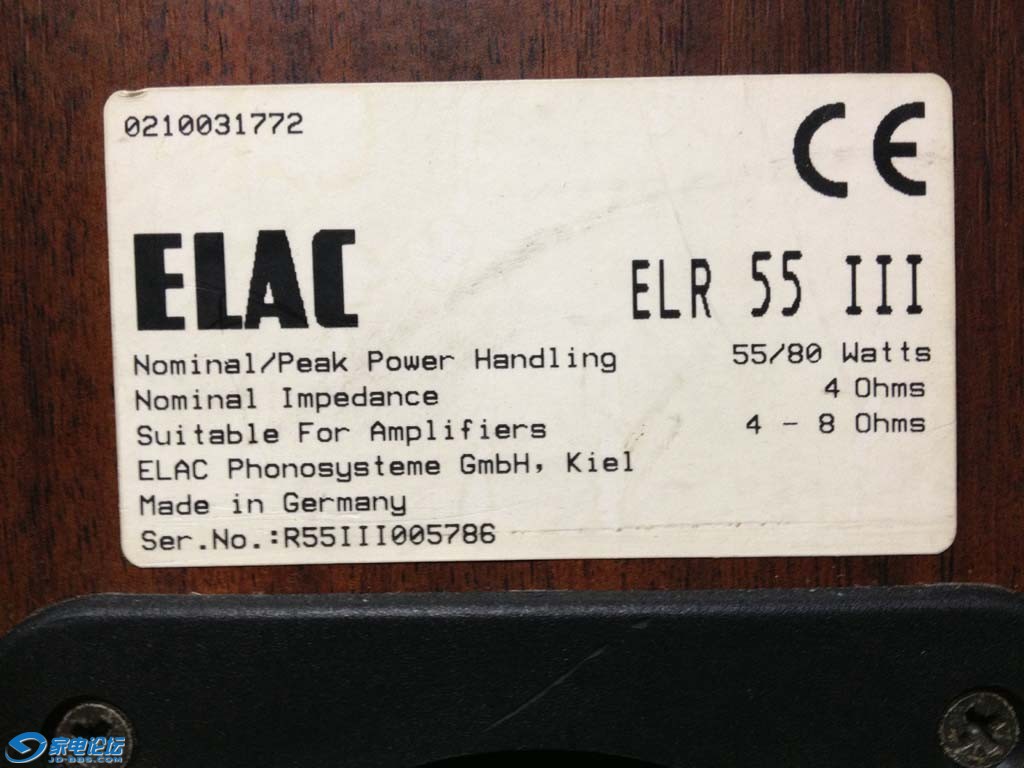 0210031772
CE
ELAC
ELR 55 III
Nominal/Peak Power Handling 55/80 Watts
Nominal Impedance 4 Ohms
Suitable For Amplifiers 4 - 8 Ohms
ELAC Phonosysteme GmbH, Kiel
Made in Germany
Ser.No.:R55III005786
家电论坛
JD-BBS.COM